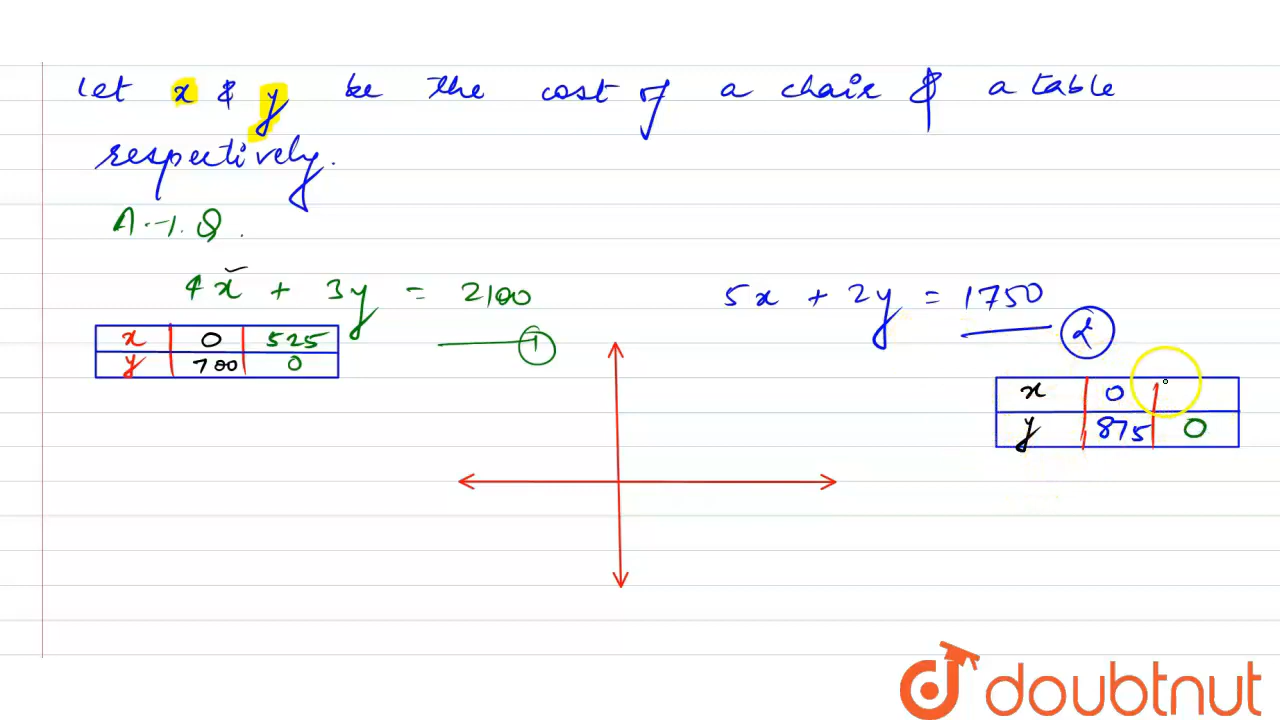 Let x & y be the cost of a chair & a table
respectively.
A.T.Q.
4x + 3y = 2100
①
x 0 525
y 700 0
5x + 2y = 1750
②
x 0
y 875 0
doubtnut